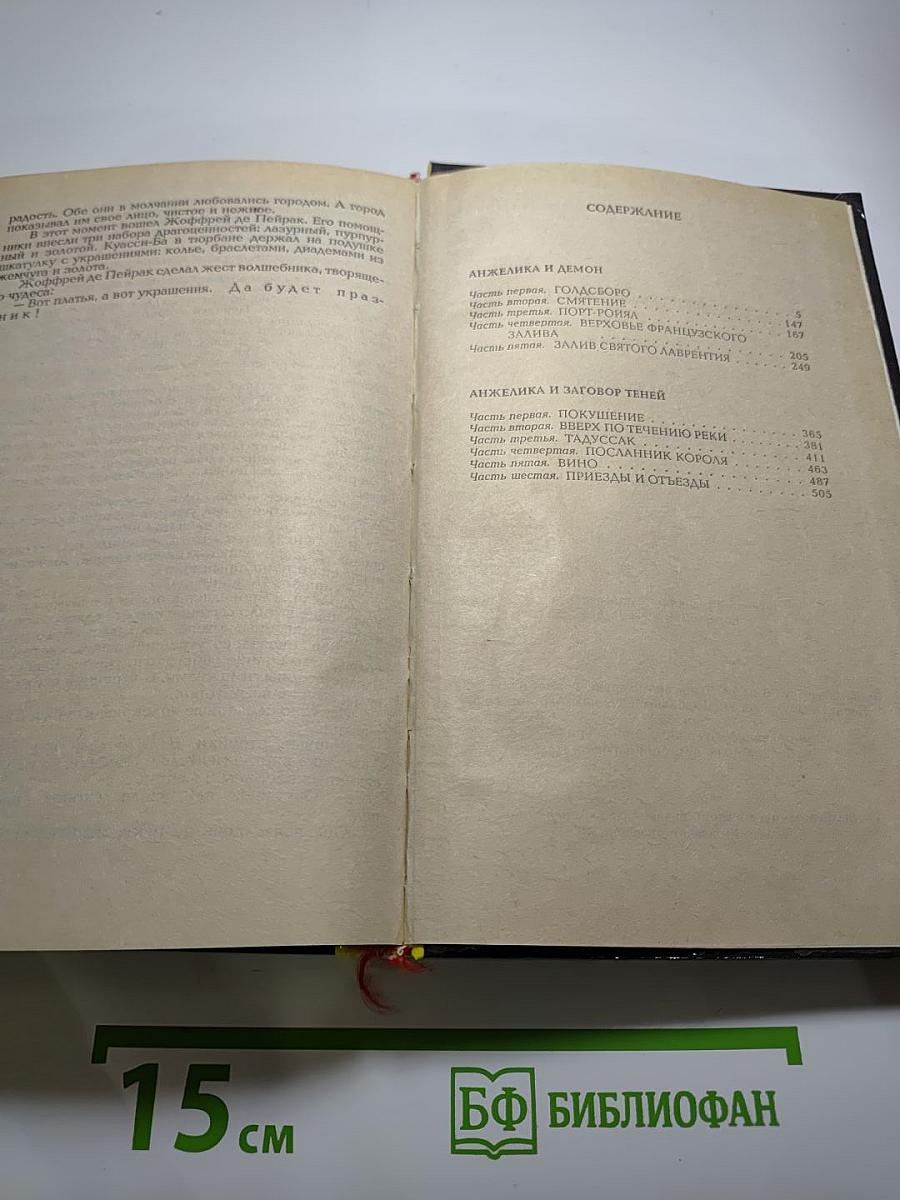 радость. Обе они в молчании любовались городом. А город
показывал им свое лицо, чистое и нежное.
В этот момент вошел Жоффрей де Пейрак. Его помощ-
ники внесли три набора драгоценностей: лазурный, пурпур-
ный и золотой. Куасси-Ба в тюрбане держал на подушке
шкатулку с украшениями: колье, браслетами, диадемами из
жемчуга и золота.
Жоффрей де Пейрак сделал жест волшебника, творяще-
о чудеса:
— Вот платья, а вот украшения. Да будет праз-
ник!
СОДЕРЖАНИЕ
АНЖЕЛИКА И ДЕМОН
Часть первая. ГОЛДСБОРО . . . . . . . . . . . . 5
Часть вторая. СМЯТЕНИЕ . . . . . . . . . . . . 147
Часть третья. ПОРТ-РОЙЯЛ . . . . . . . . . . . . 167
Часть четвертая. ВЕРХОВЬЕ ФРАНЦУЗСКОГО
ЗАЛИВА . . . . . . . . . . . . 205
Часть пятая. ЗАЛИВ СВЯТОГО ЛАВРЕНТИЯ . . . . . . 249
АНЖЕЛИКА И ЗАГОВОР ТЕНЕЙ
Часть первая. ПОКУШЕНИЕ . . . . . . . . . . . . 365
Часть вторая. ВВЕРХ ПО ТЕЧЕНИЮ РЕКИ . . . . . . 381
Часть третья. ТАДУССАК . . . . . . . . . . . . 411
Часть четвертая. ПОСЛАННИК КОРОЛЯ . . . . . . 463
Часть пятая. ВИНО . . . . . . . . . . . . 487
Часть шестая. ПРИЕЗДЫ И ОТЪЕЗДЫ . . . . . . 505
15 см
БФ БИБЛИОФАН